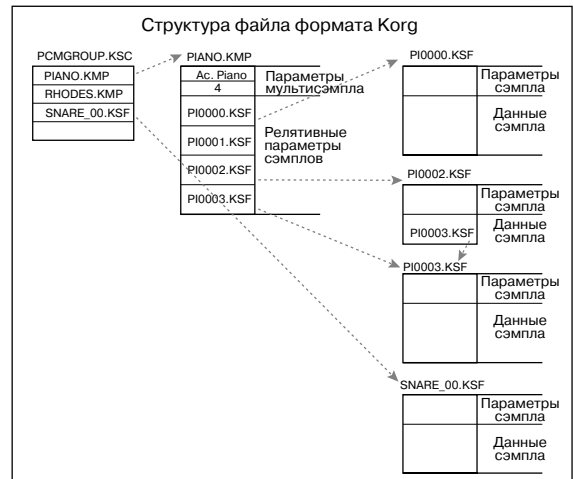 Структура файла формата Korg
PCMGROUP.KSC
PIANO.KMP
RHODES.KMP
SNARE_00.KSF
PIANO.KMP
Ac. Piano
4
Параметры
мультисэмпла
PI0000.KSF
PI0001.KSF
PI0002.KSF
PI0003.KSF
Релятивные
параметры
сэмплов
PI0000.KSF
Параметры
сэмпла
Данные
сэмпла
PI0002.KSF
Параметры
сэмпла
PI0003.KSF
Данные
сэмпла
PI0003.KSF
Параметры
сэмпла
Данные
сэмпла
SNARE_00.KSF
Параметры
сэмпла
Данные
сэмпла